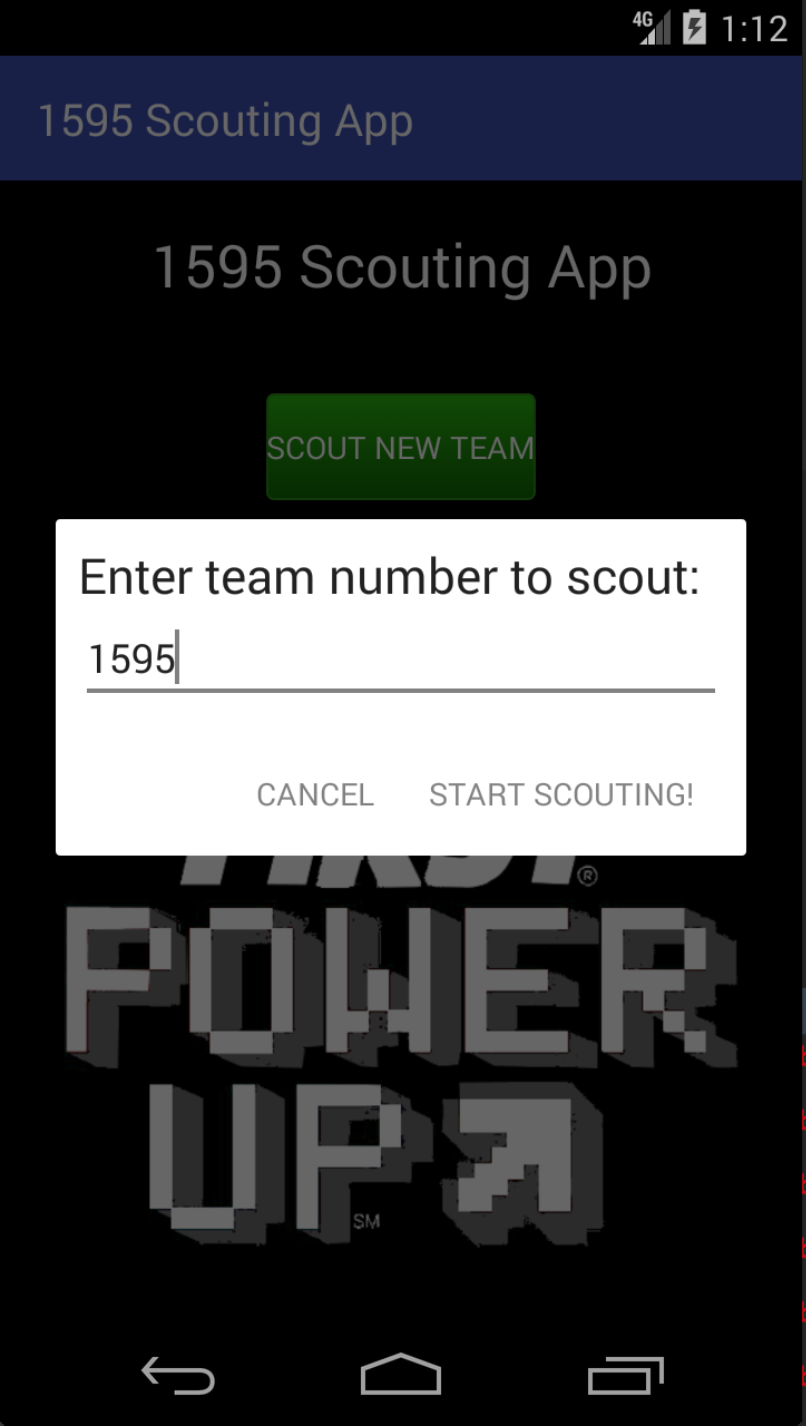 4G 1:12
1595 Scouting App
1595 Scouting App
SCOUT NEW TEAM
Enter team number to scout:
1595
CANCEL START SCOUTING!
FIRST®
POWER
UP
SM